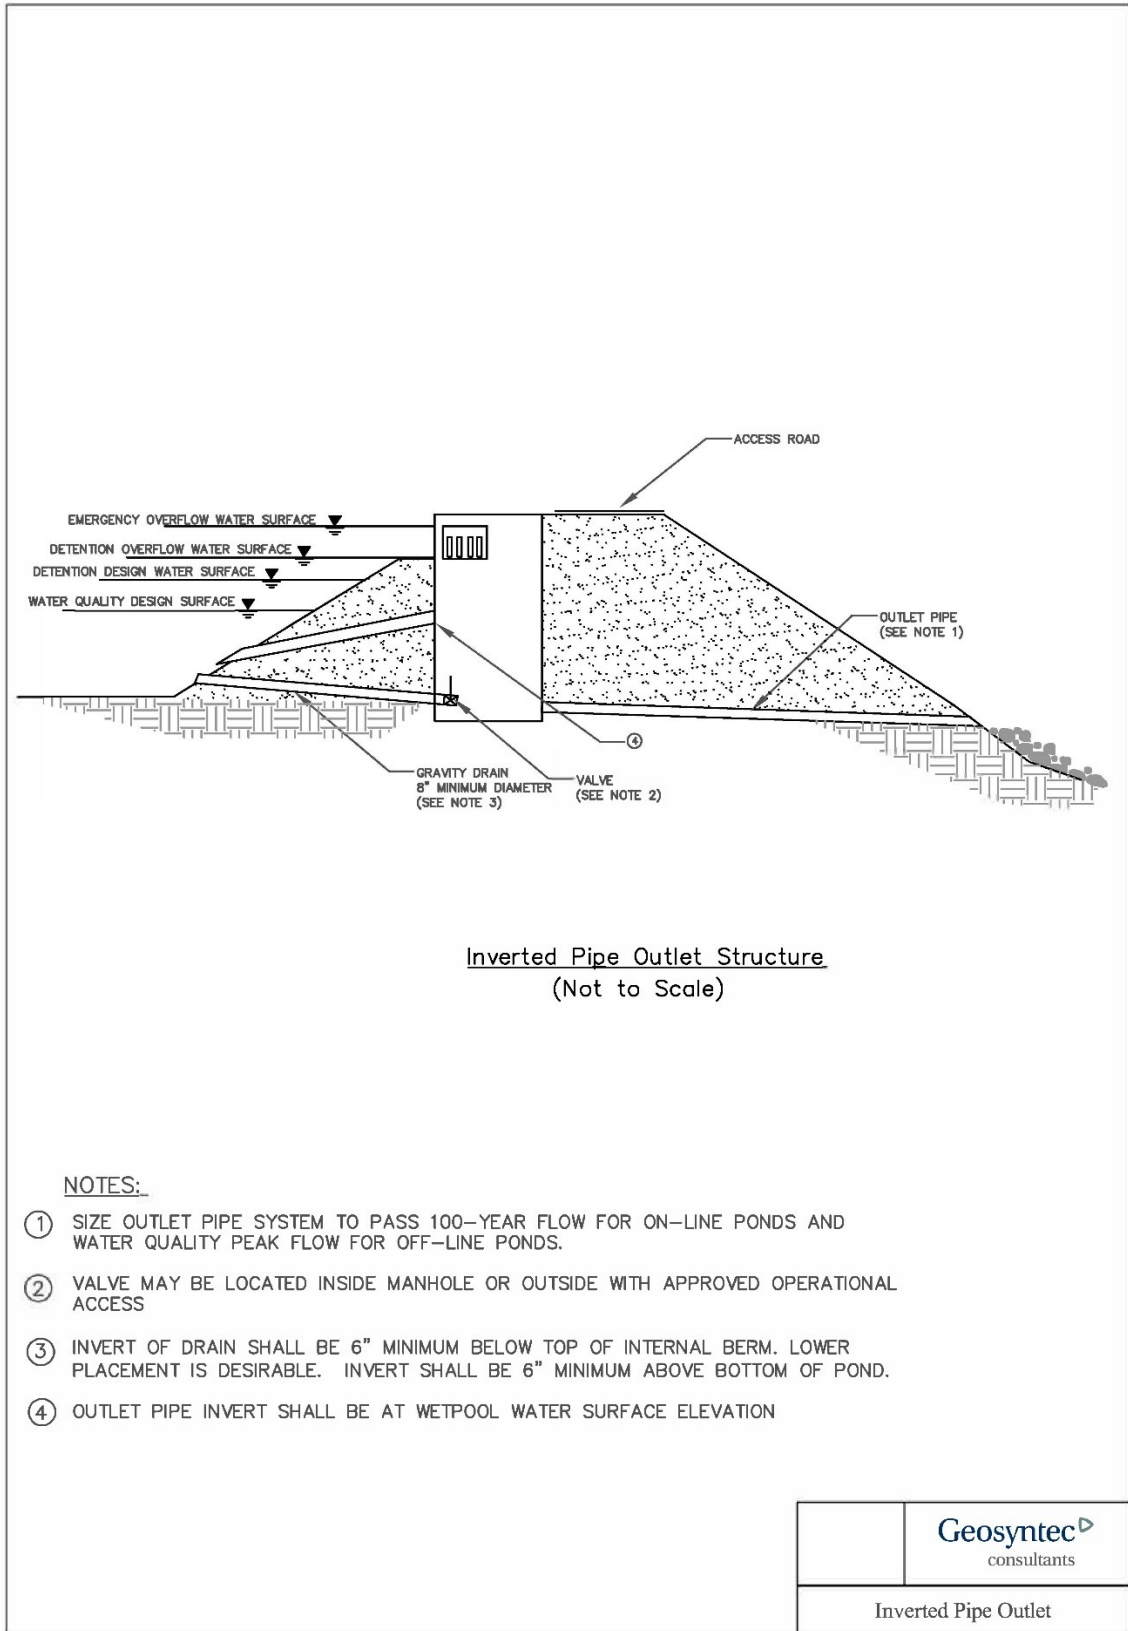 ACCESS ROAD
EMERGENCY OVERFLOW WATER SURFACE
DETENTION OVERFLOW WATER SURFACE
DETENTION DESIGN WATER SURFACE
WATER QUALITY DESIGN SURFACE
OUTLET PIPE
(SEE NOTE 1)
4
GRAVITY DRAIN
8" MINIMUM DIAMETER
(SEE NOTE 3)
VALVE
(SEE NOTE 2)
Inverted Pipe Outlet Structure
(Not to Scale)
NOTES:
1 SIZE OUTLET PIPE SYSTEM TO PASS 100-YEAR FLOW FOR ON-LINE PONDS AND
WATER QUALITY PEAK FLOW FOR OFF-LINE PONDS.
2 VALVE MAY BE LOCATED INSIDE MANHOLE OR OUTSIDE WITH APPROVED OPERATIONAL
ACCESS
3 INVERT OF DRAIN SHALL BE 6" MINIMUM BELOW TOP OF INTERNAL BERM. LOWER
PLACEMENT IS DESIRABLE. INVERT SHALL BE 6" MINIMUM ABOVE BOTTOM OF POND.
4 OUTLET PIPE INVERT SHALL BE AT WETPOOL WATER SURFACE ELEVATION
Geosyntec
consultants
Inverted Pipe Outlet